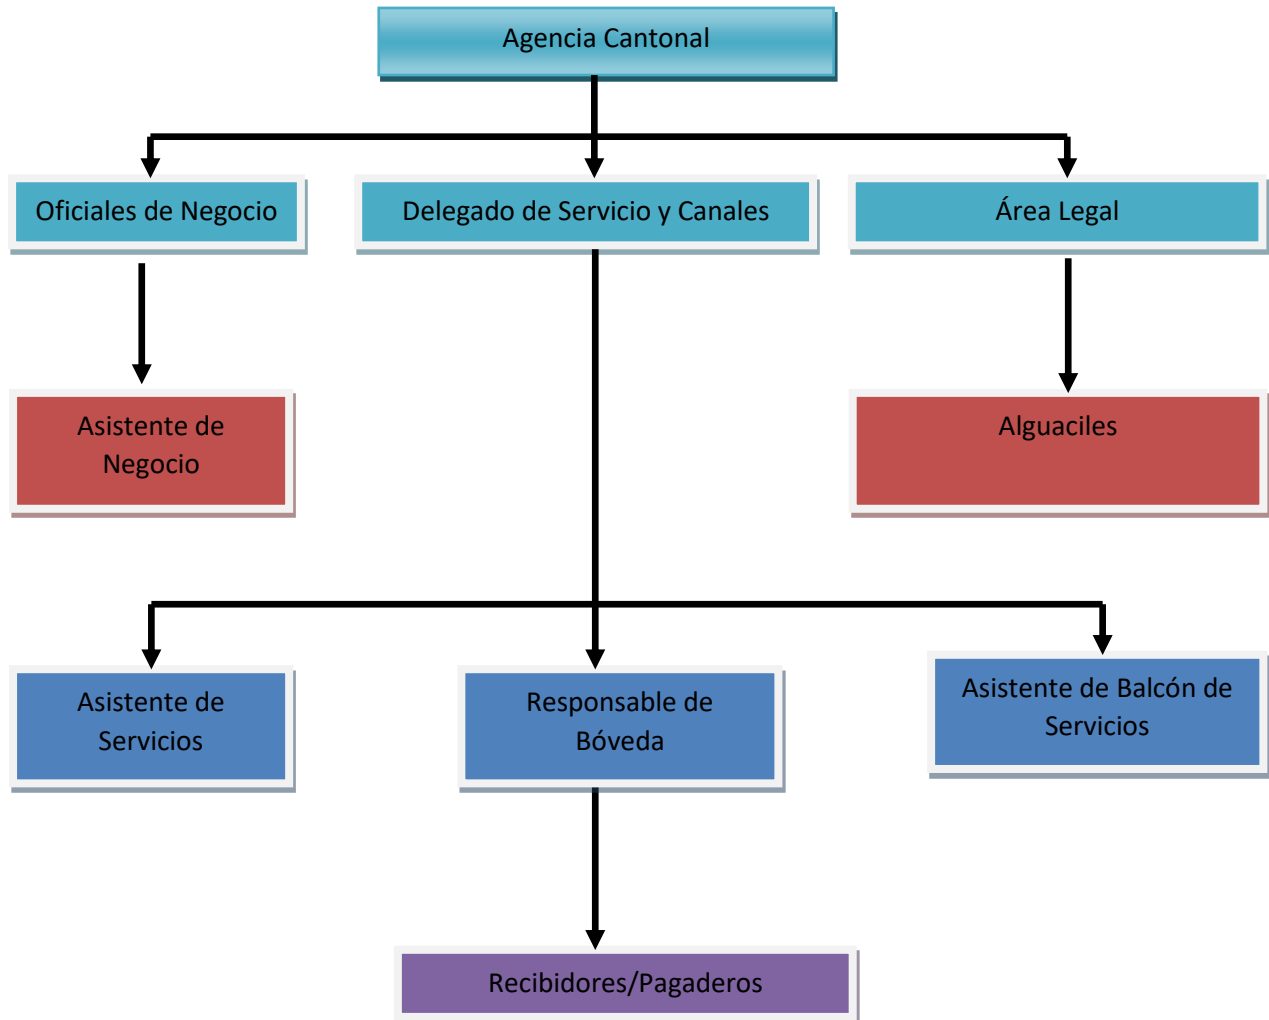 Agencia Cantonal
Oficiales de Negocio
Delegado de Servicio y Canales
Área Legal
Asistente de
Negocio
Alguaciles
Asistente de
Servicios
Responsable de
Bóveda
Asistente de Balcón de
Servicios
Recibidores/Pagaderos